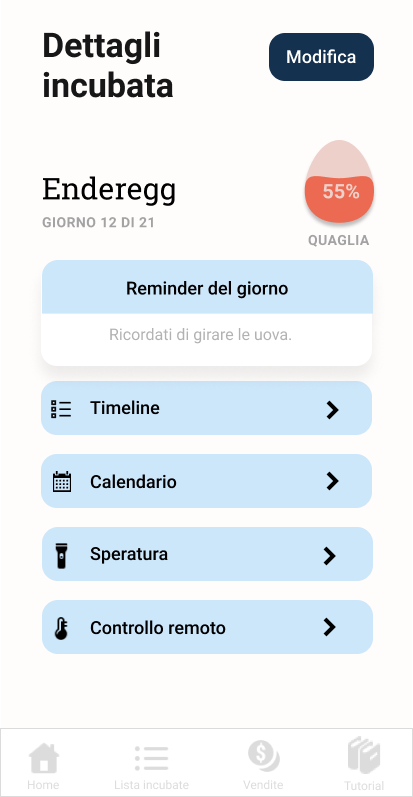 Dettagli
incubata
Modifica
Enderegg
GIORNO 12 DI 21
55%
QUAGLIA
Reminder del giorno
Ricordati di girare le uova.
Timeline
Calendario
Speratura
Controllo remoto
Home
Lista incubate
Vendite
Tutorial